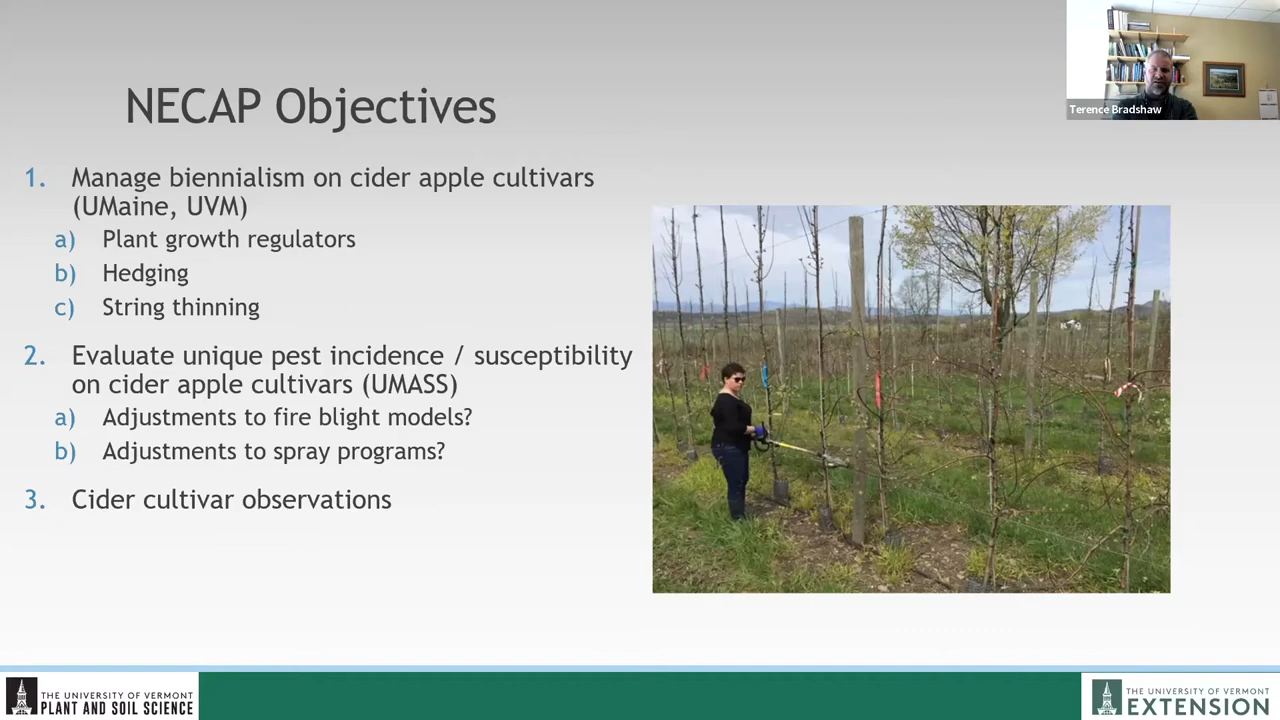 NECAP Objectives
Terence Bradshaw
1. Manage biennialism on cider apple cultivars
(UMaine, UVM)
a) Plant growth regulators
b) Hedging
c) String thinning
2. Evaluate unique pest incidence / susceptibility
on cider apple cultivars (UMASS)
a) Adjustments to fire blight models?
b) Adjustments to spray programs?
3. Cider cultivar observations
THE UNIVERSITY OF VERMONT
PLANT AND SOIL SCIENCE
THE UNIVERSITY OF VERMONT
EXTENSION